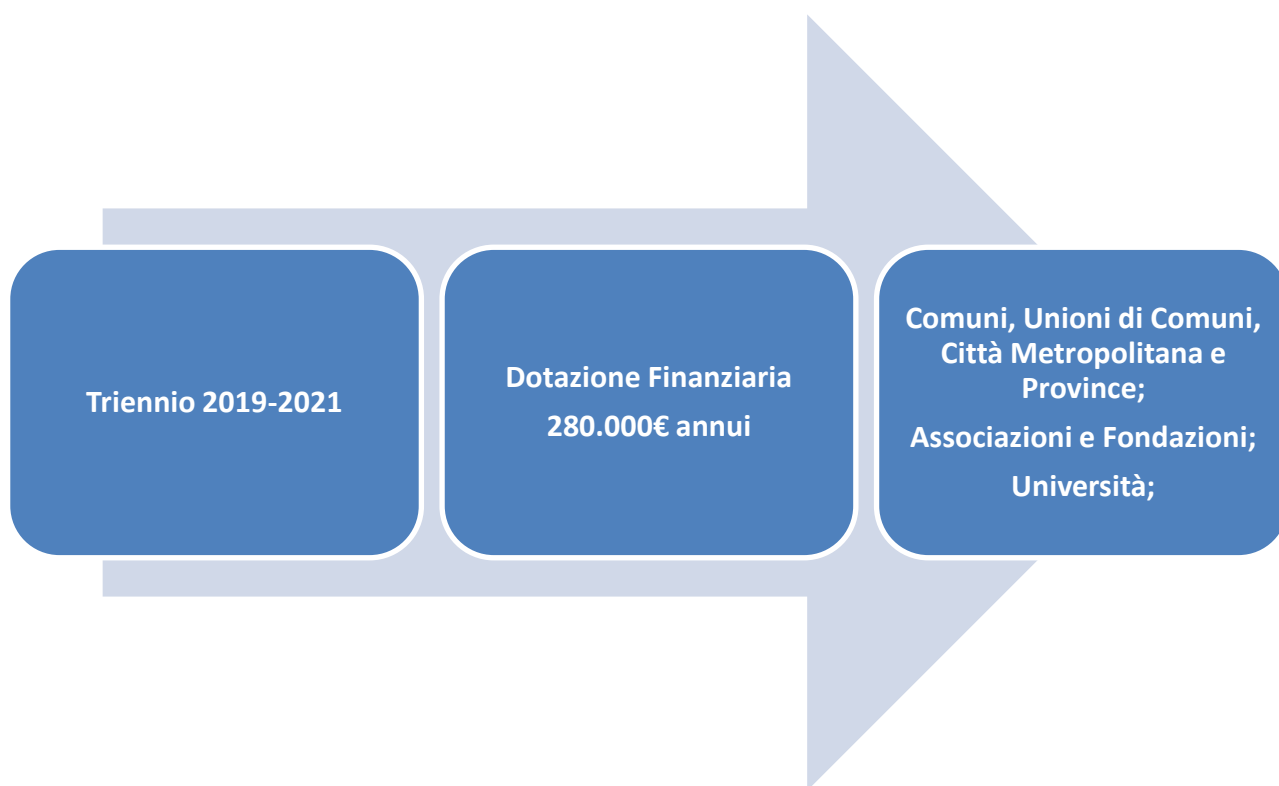 Triennio 2019-2021
Dotazione Finanziaria
280.000€ annui
Comuni, Unioni di Comuni,
Città Metropolitana e
Province;
Associazioni e Fondazioni;
Università;